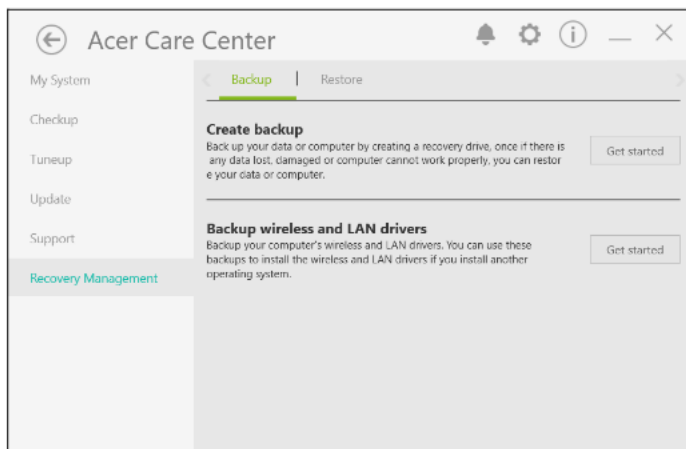 Acer Care Center
My System
Checkup
Tuneup
Update
Support
Recovery Management
Backup | Restore
Create backup
Back up your data or computer by creating a recovery drive, once if there is
any data lost, damaged or computer cannot work properly, you can restor
e your data or computer.
Get started
Backup wireless and LAN drivers
Backup your computer's wireless and LAN drivers. You can use these
backups to install the wireless and LAN drivers if you install another
operating system.
Get started